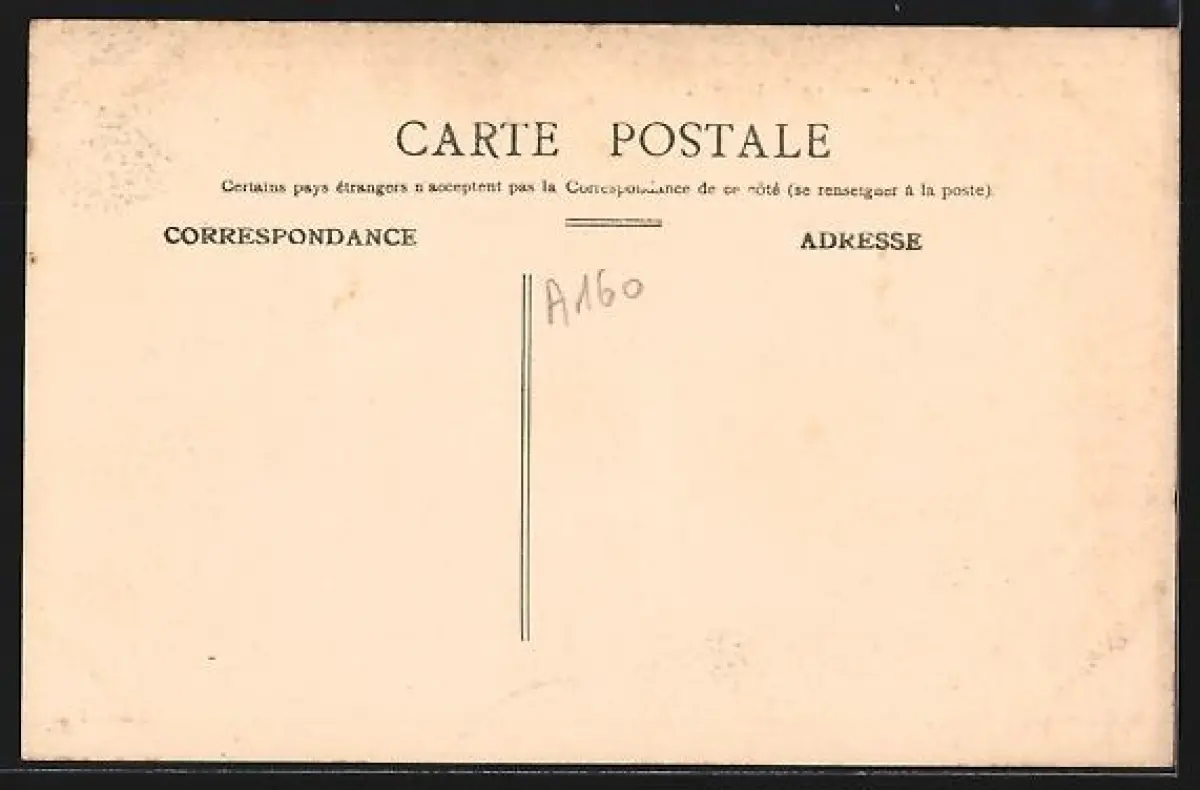 CARTE POSTALE
Certains pays étrangers n'acceptent pas la Correspondance de ce côté (se renseigner à la poste).
CORRESPONDANCE
ADRESSE
A160